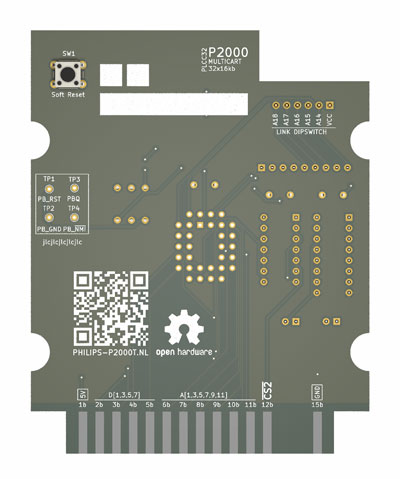 SW1
Soft Reset
PLCC32
P2000
MULTICART
32x16kb
A18
A17
A16
A15
A14
VCC
LINK DIPSWITCH
TP1 TP3
PB_RST PBQ
TP2 TP4
PB_GND PB_NMI
jlcjlcjlcjlcjlc
PHILIPS-P2000T.NL
open hardware
5V D[1,3,5,7] A[1,3,5,7,9,11] CS2 GND
1b 2b 3b 4b 5b 6b 7b 8b 9b 10b 11b 12b 15b